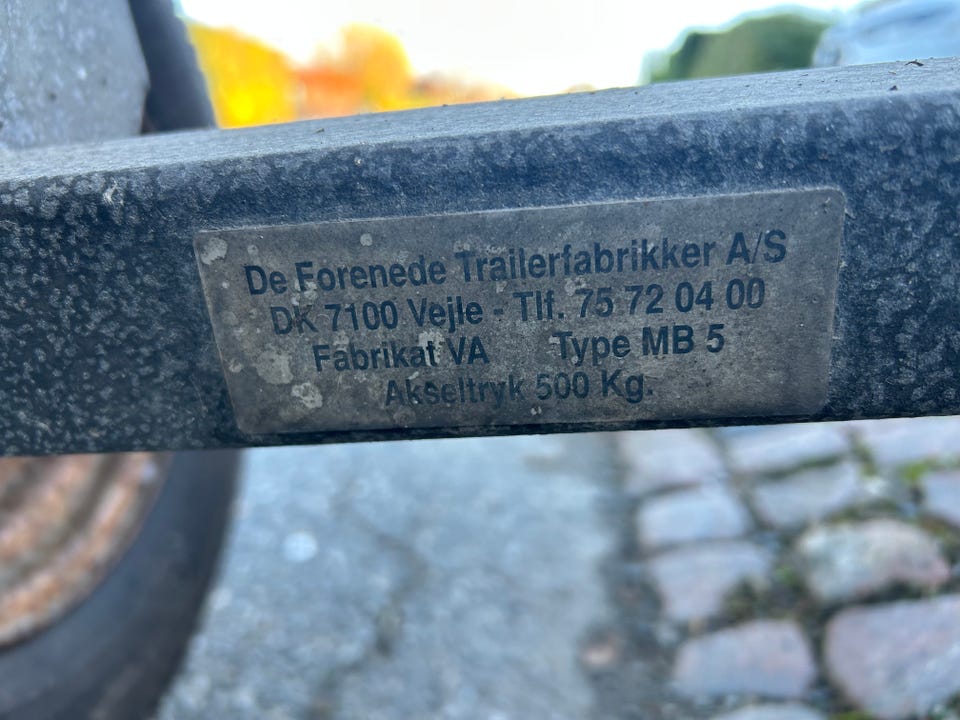 De Forenede Trailerfabrikker A/S
DK 7100 Vejle - Tlf. 75 72 04 00
Fabrikat VA Type MB 5
Akseltryk 500 Kg.